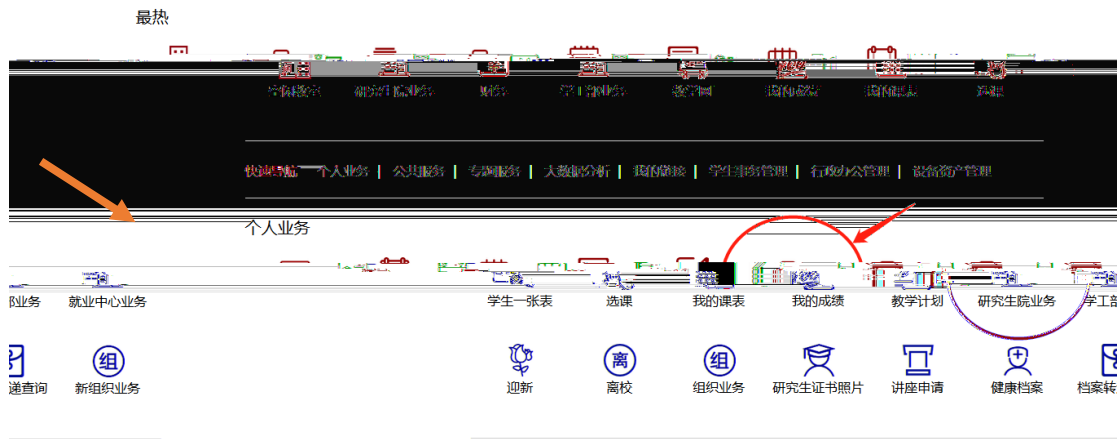 最热
快速导航 个人业务 | 公共服务 | 专题服务 | 大数据分析 | 我的链接 | 学生事务管理 | 行政办公管理 | 设备资产管理
个人业务
就业中心业务 学生一张表 选课 我的课表 我的成绩 教学计划 研究生院业务 学工部
递查询 新组织业务 迎新 离校 组织业务 研究生证书照片 讲座申请 健康档案 档案转